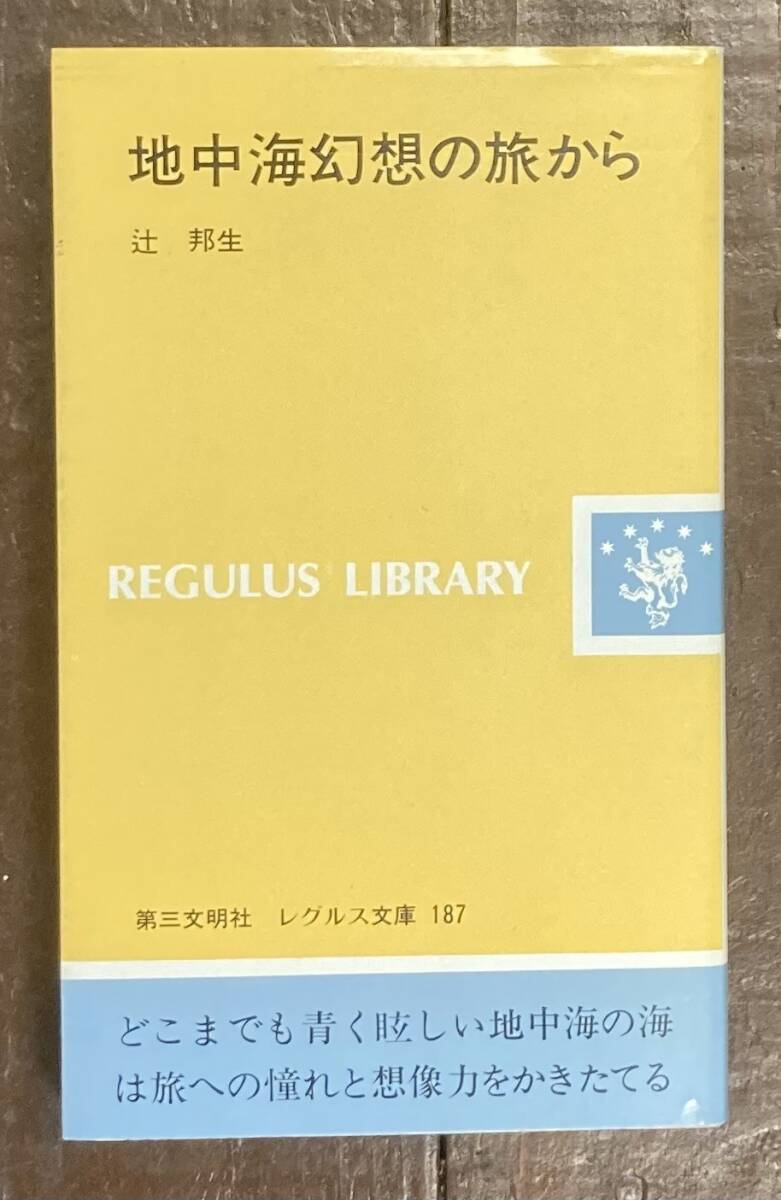 地中海幻想の旅から
辻 邦生
REGULUS LIBRARY
第三文明社 レグルス文庫 187
どこまでも青く眩しい地中海の海
は旅への憧れと想像力をかきたてる